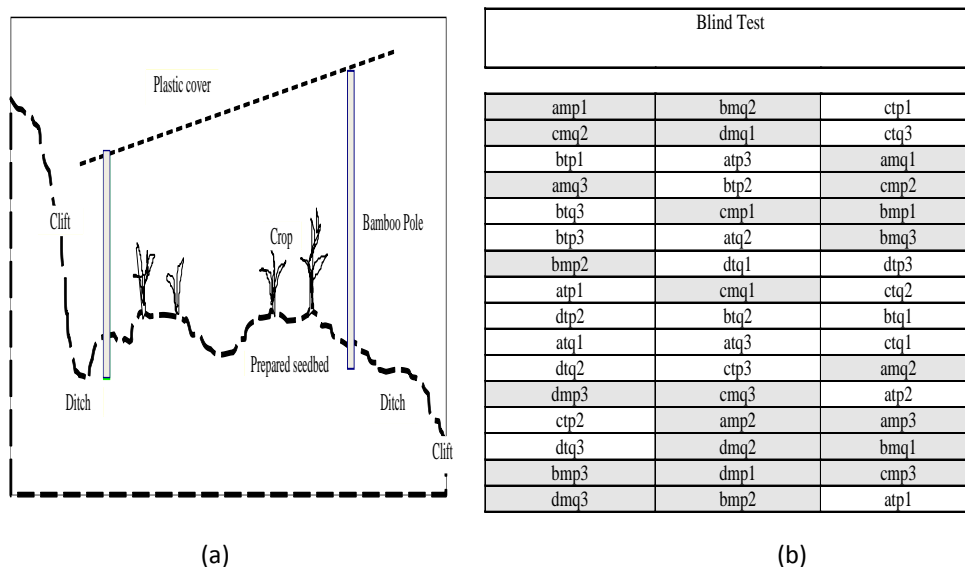 Plastic cover
Clift
Crop
Bamboo Pole
Prepared seedbed
Ditch
Ditch
Clift
(a)
Blind Test
amp1 bmq2 ctp1
cmq2 dmq1 ctq3
btp1 atp3 amq1
amq3 btp2 cmp2
btq3 cmp1 bmp1
btp3 atq2 bmq3
bmp2 dtq1 dtp3
atp1 cmq1 ctq2
dtp2 btq2 btq1
atq1 atq3 ctq1
dtq2 ctp3 amq2
dmp3 cmq3 atp2
ctp2 amp2 amp3
dtq3 dmq2 bmq1
bmp3 dmp1 cmp3
dmq3 bmp2 atp1
(b)